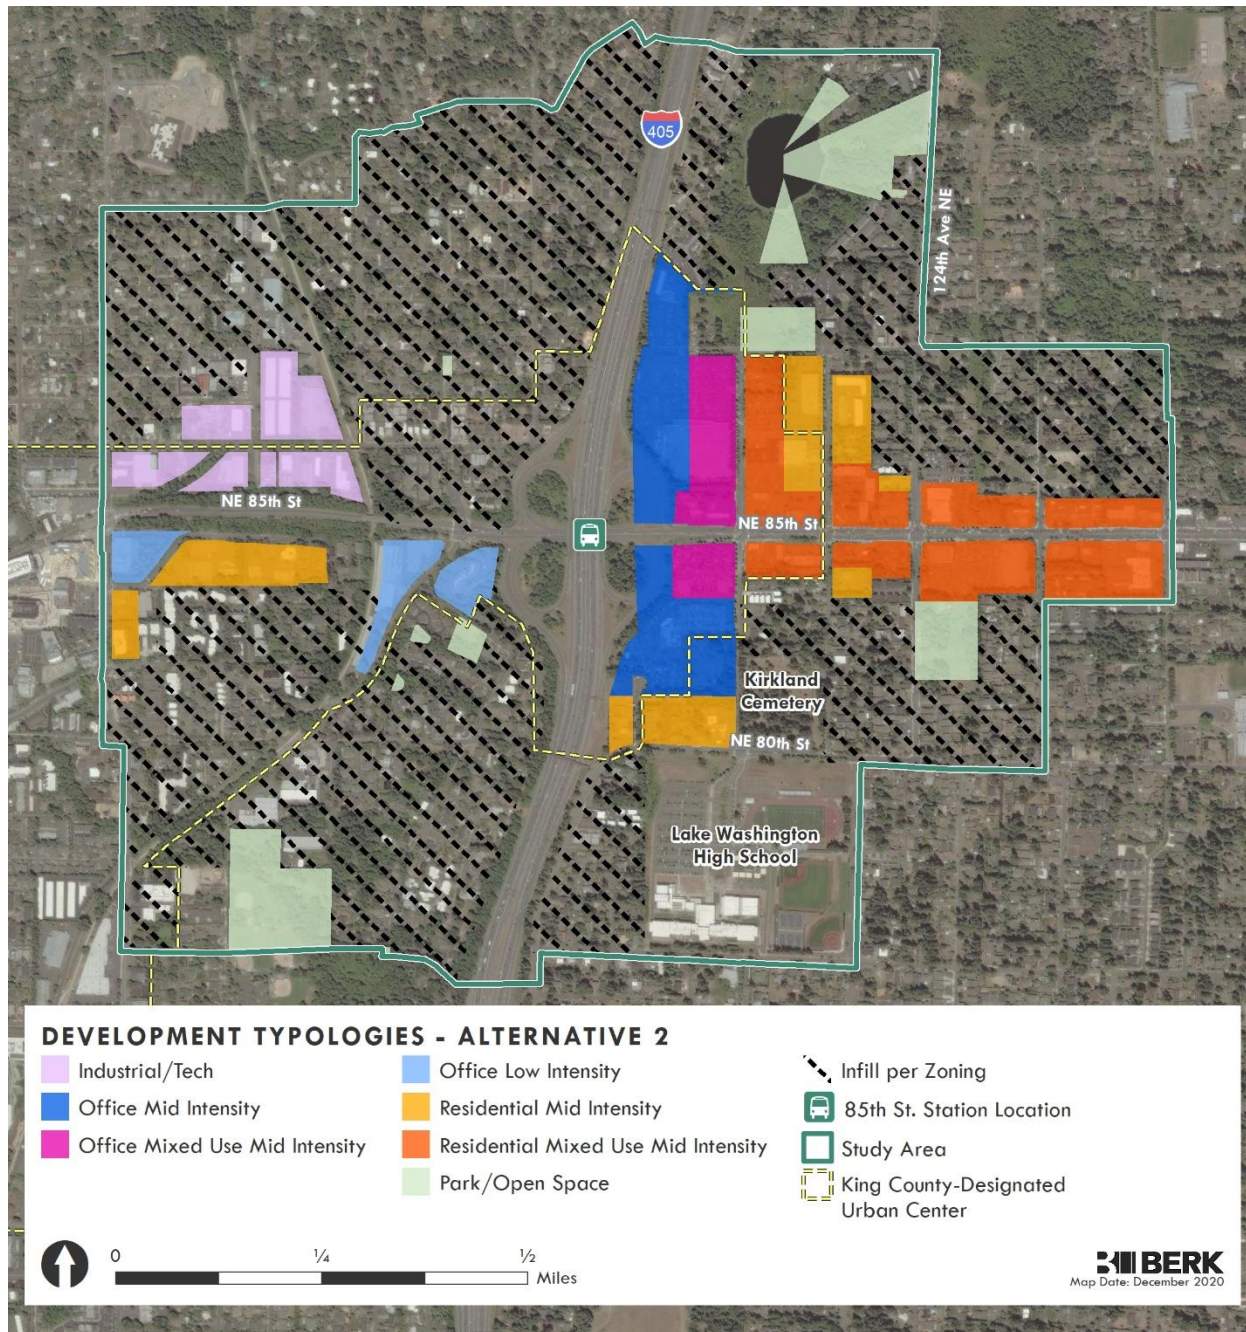 405
124th Ave NE
NE 85th St
NE 85th St
Kirkland
Cemetery
NE 80th St
Lake Washington
High School
DEVELOPMENT TYPOLOGIES - ALTERNATIVE 2
Industrial/Tech
Office Mid Intensity
Office Mixed Use Mid Intensity
Office Low Intensity
Residential Mid Intensity
Residential Mixed Use Mid Intensity
Park/Open Space
Infill per Zoning
85th St. Station Location
Study Area
King County-Designated
Urban Center
0 ¼ ½
Miles
BERK
Map Date: December 2020